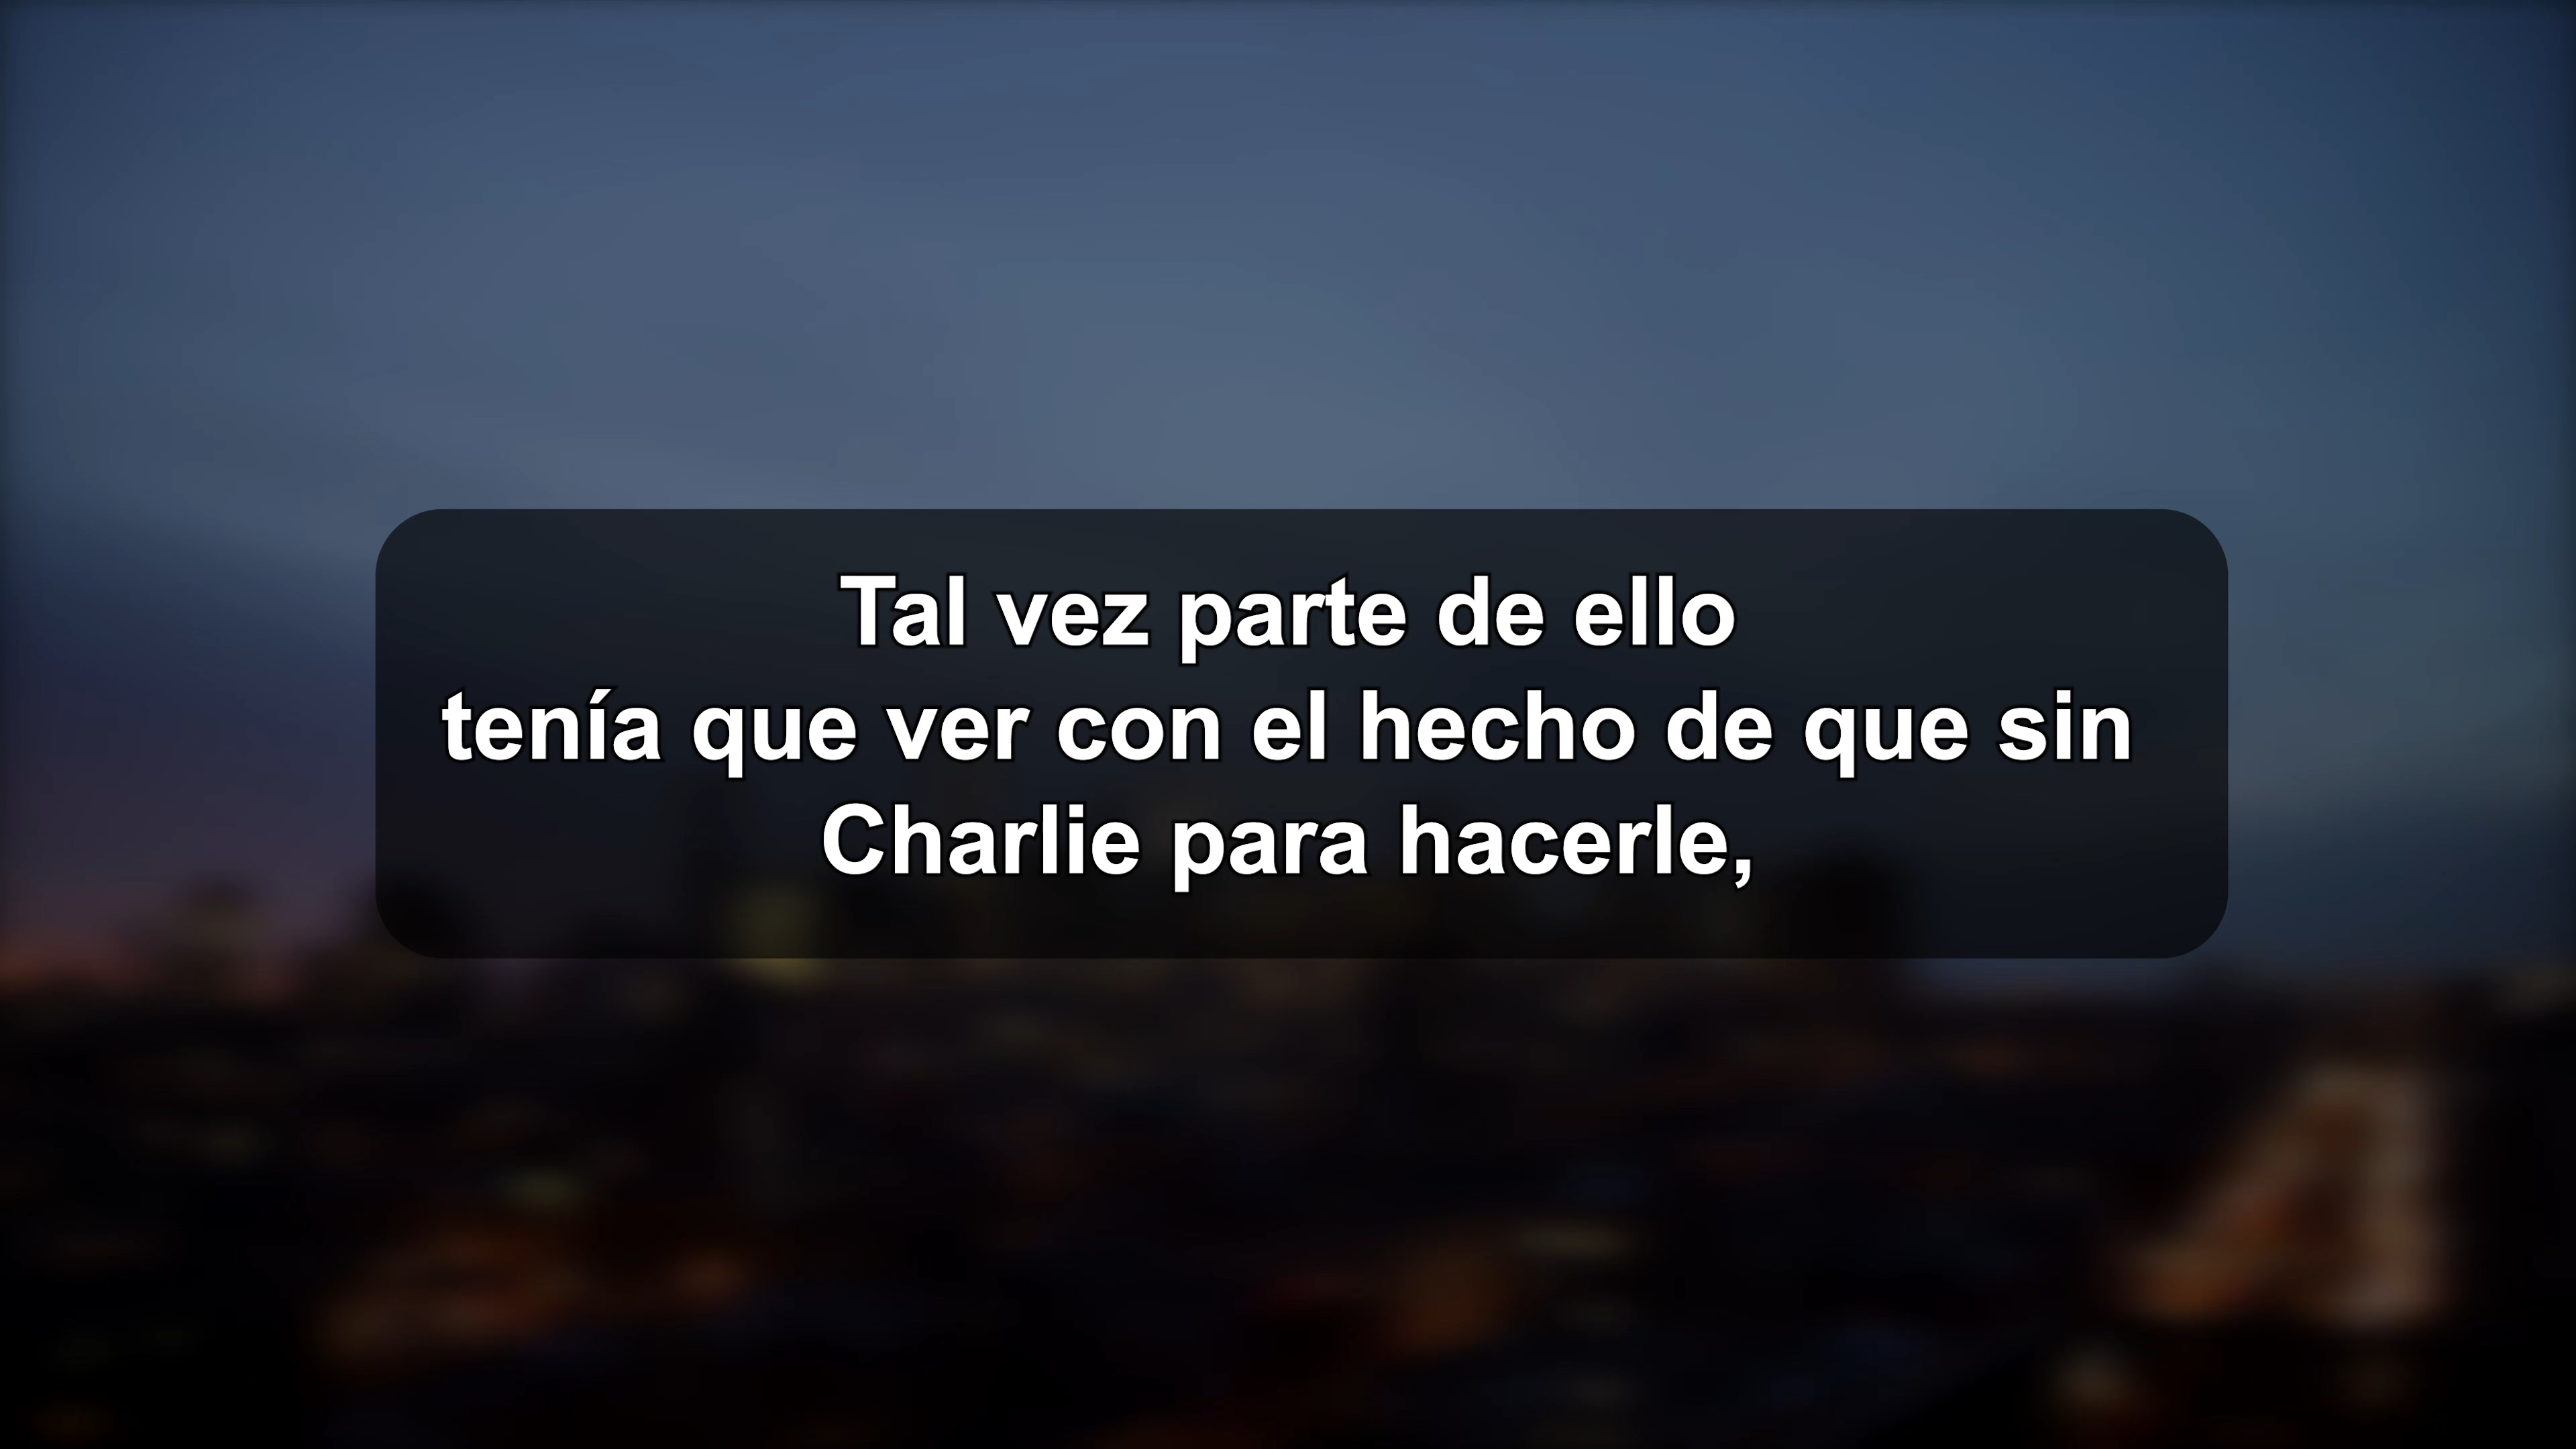 Tal vez parte de ello
tenía que ver con el hecho de que sin
Charlie para hacerle,